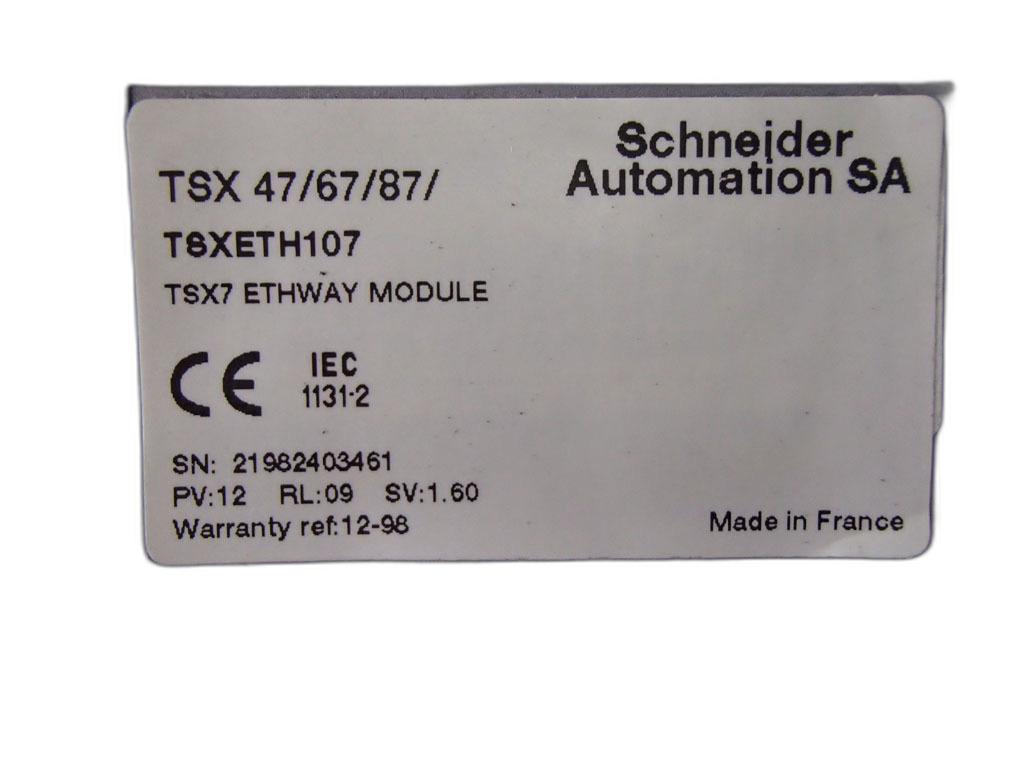 Schneider
Automation SA
TSX 47/67/87/
TSXETH107
TSX7 ETHWAY MODULE
CE
IEC
1131-2
SN: 21982403461
PV:12 RL:09 SV:1.60
Warranty ref:12-98
Made in France